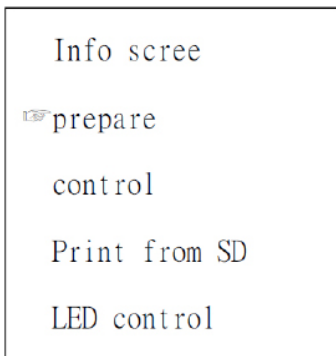 Info scree
prepare
control
Print from SD
LED control